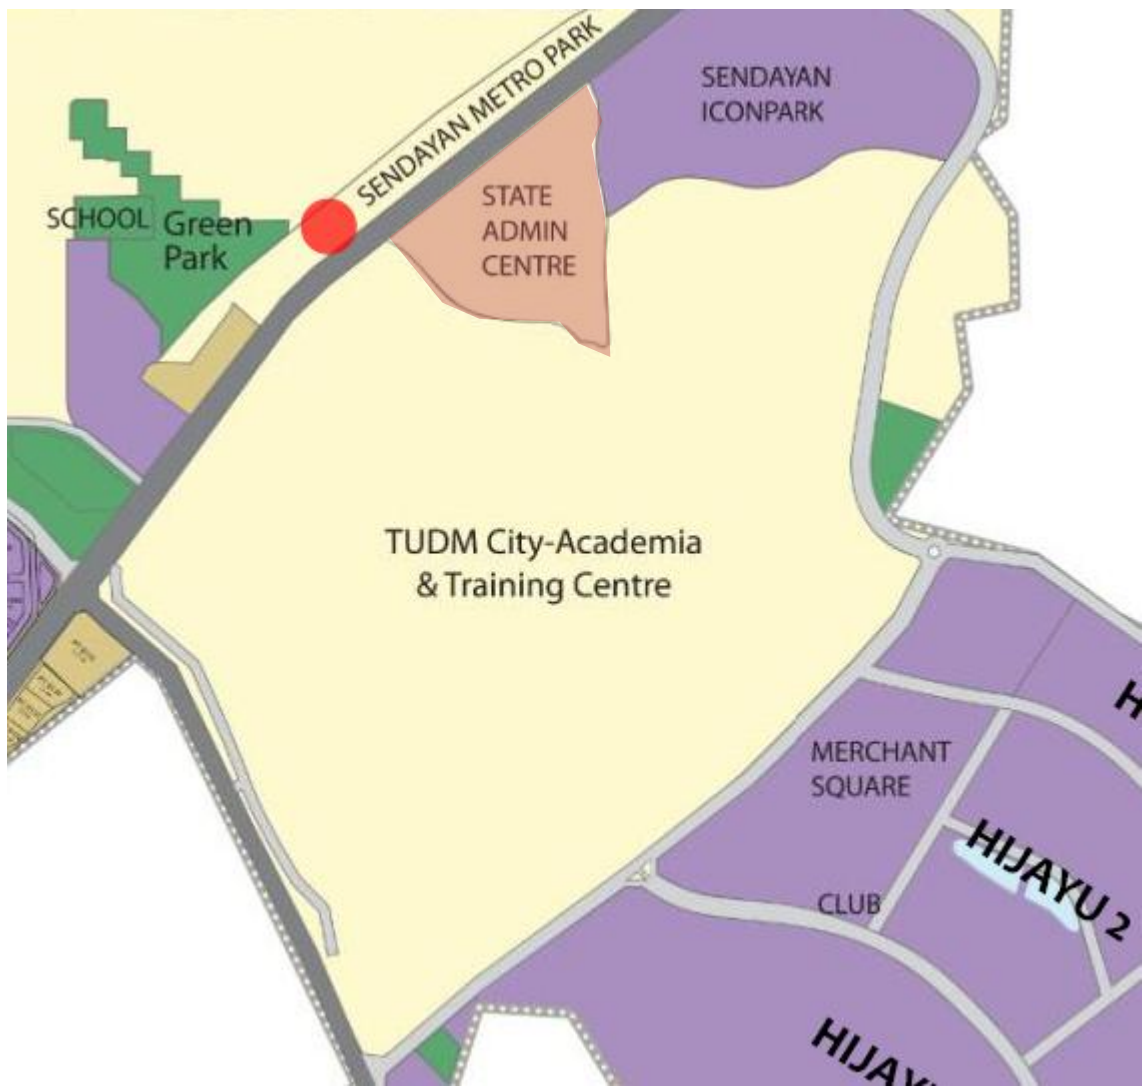 SENDAYAN METRO PARK
SENDAYAN
ICONPARK
STATE
ADMIN
CENTRE
SCHOOL
Green
Park
TUDM City-Academia
& Training Centre
MERCHANT
SQUARE
HIJAYU 2
CLUB